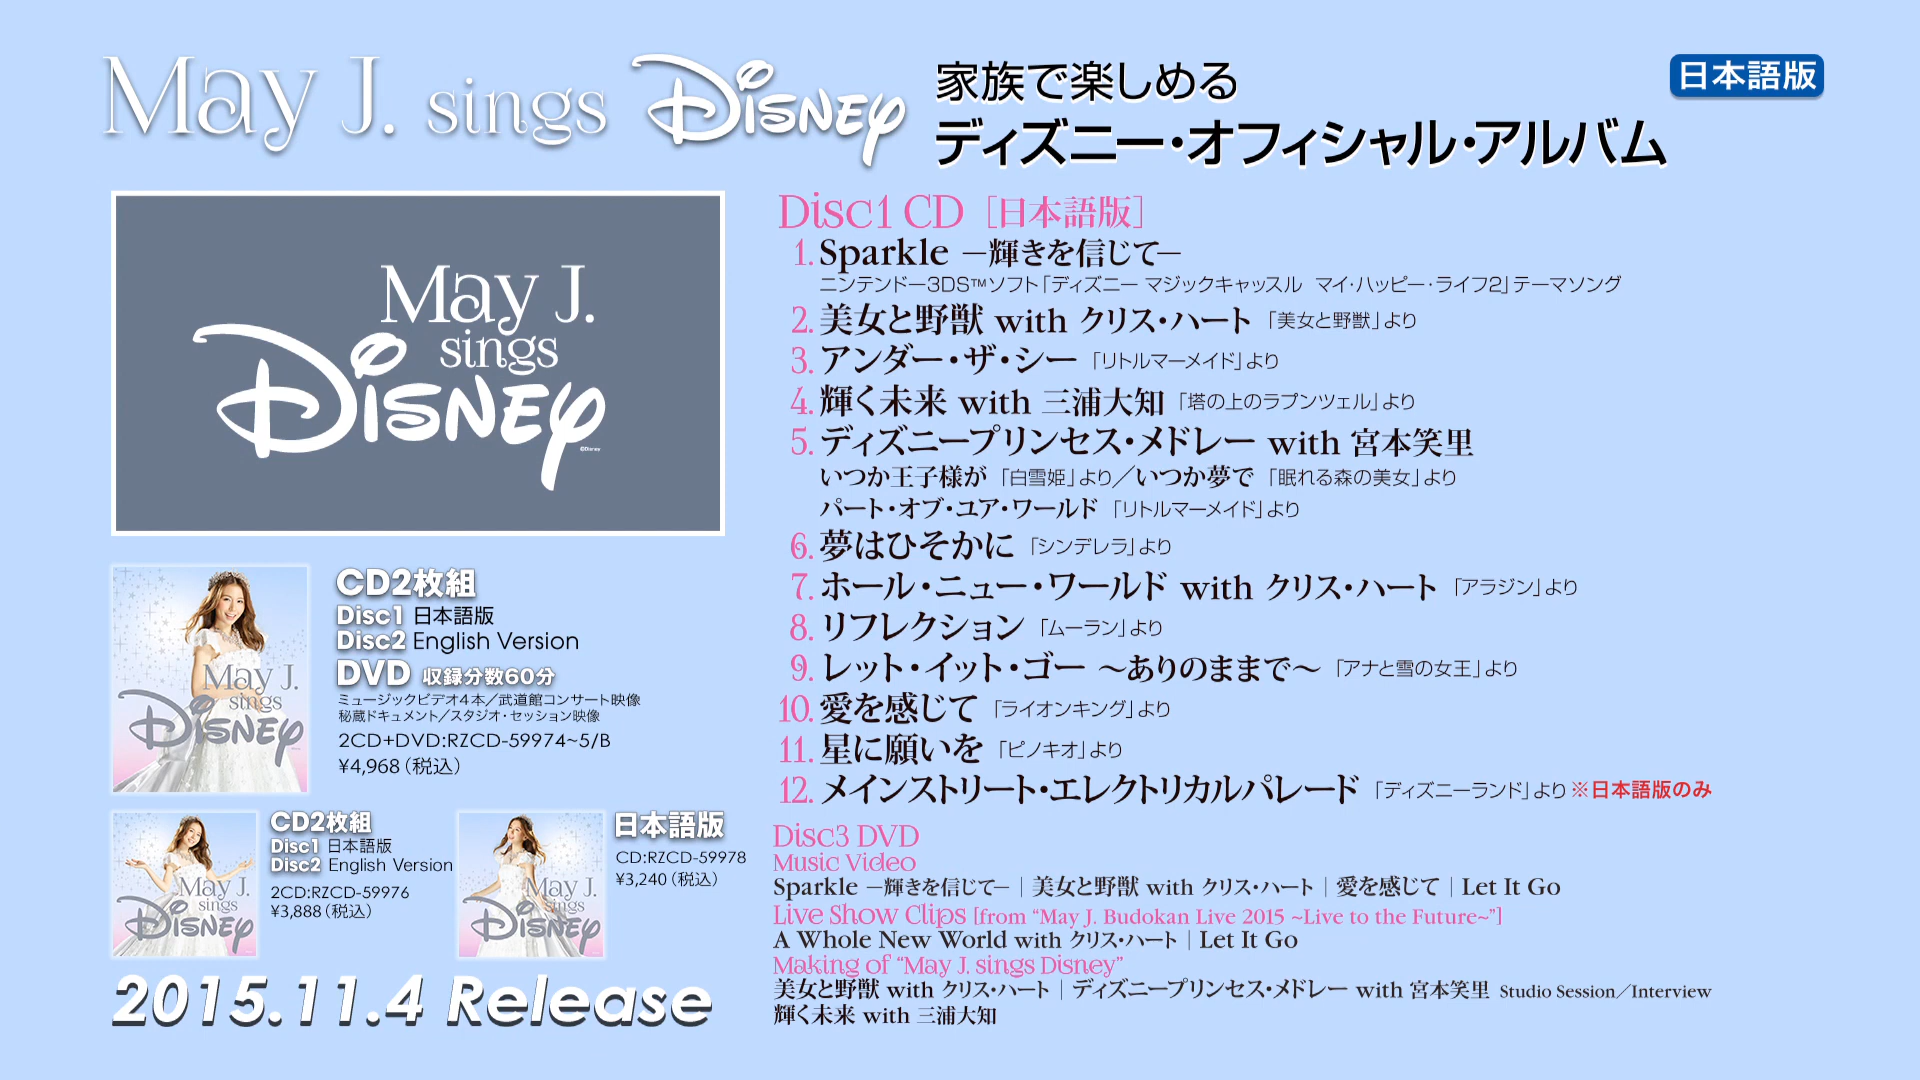 May J. sings Disney
家族で楽しめる
ディズニー・オフィシャル・アルバム
日本語版
May J.
sings
Disney
©Disney
CD2枚組
Disc1 日本語版
Disc2 English Version
DVD 収録分数60分
ミュージックビデオ4本／武道館コンサート映像
秘蔵ドキュメント／スタジオ・セッション映像
2CD+DVD:RZCD-59974~5/B
¥4,968（税込）
May J.
sings
Disney
CD2枚組
Disc1 日本語版
Disc2 English Version
2CD:RZCD-59976
¥3,888（税込）
May J.
sings
Disney
日本語版
CD:RZCD-59978
¥3,240（税込）
May J.
sings
Disney
2015.11.4 Release
Disc1 CD［日本語版］
1. Sparkle －輝きを信じて－
ニンテンドー3DS™ソフト「ディズニー マジックキャッスル マイ・ハッピー・ライフ2」テーマソング
2. 美女と野獣 with クリス・ハート 「美女と野獣」より
3. アンダー・ザ・シー 「リトルマーメイド」より
4. 輝く未来 with 三浦大知 「塔の上のラプンツェル」より
5. ディズニープリンセス・メドレー with 宮本笑里
いつか王子様が 「白雪姫」より／いつか夢で 「眠れる森の美女」より
パート・オブ・ユア・ワールド 「リトルマーメイド」より
6. 夢はひそかに 「シンデレラ」より
7. ホール・ニュー・ワールド with クリス・ハート 「アラジン」より
8. リフレクション 「ムーラン」より
9. レット・イット・ゴー ～ありのままで～ 「アナと雪の女王」より
10. 愛を感じて 「ライオンキング」より
11. 星に願いを 「ピノキオ」より
12. メインストリート・エレクトリカルパレード 「ディズニーランド」より ※日本語版のみ
Disc3 DVD
Music Video
Sparkle －輝きを信じて－｜美女と野獣 with クリス・ハート｜愛を感じて｜Let It Go
Live Show Clips [from “May J. Budokan Live 2015 ~Live to the Future~”]
A Whole New World with クリス・ハート｜Let It Go
Making of “May J. sings Disney”
美女と野獣 with クリス・ハート｜ディズニープリンセス・メドレー with 宮本笑里 Studio Session／Interview
輝く未来 with 三浦大知